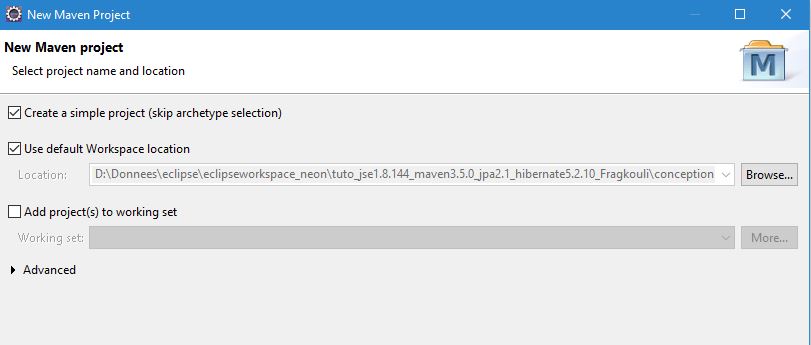 New Maven Project
New Maven project
Select project name and location
M
Create a simple project (skip archetype selection)
Use default Workspace location
Location: D:\Donnees\eclipse\eclipseworkspace_neon\tuto_jse1.8.144_maven3.5.0_jpa2.1_hibernate5.2.10_Fragkouli\conception Browse...
Add project(s) to working set
Working set: More...
Advanced